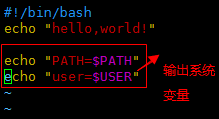 #!/bin/bash
echo "hello,world!"
echo "PATH=$PATH"
echo "user=$USER"
~
~
输出系统
变量